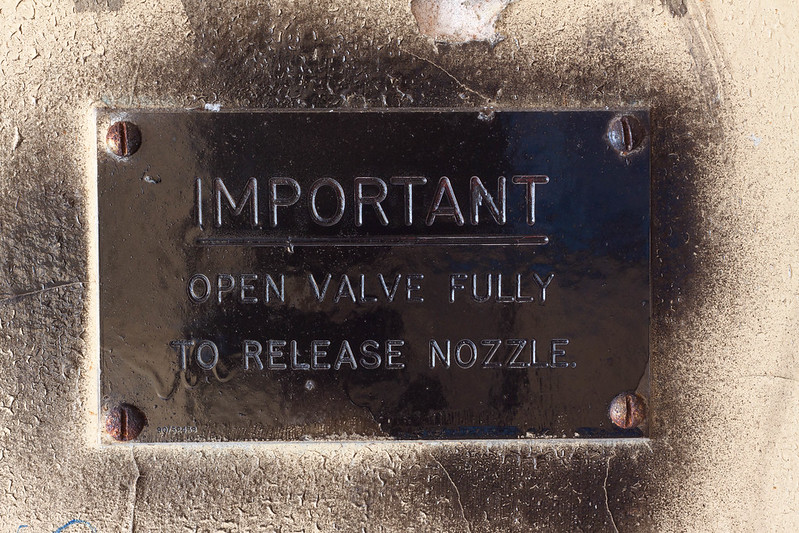 IMPORTANT
OPEN VALVE FULLY
TO RELEASE NOZZLE